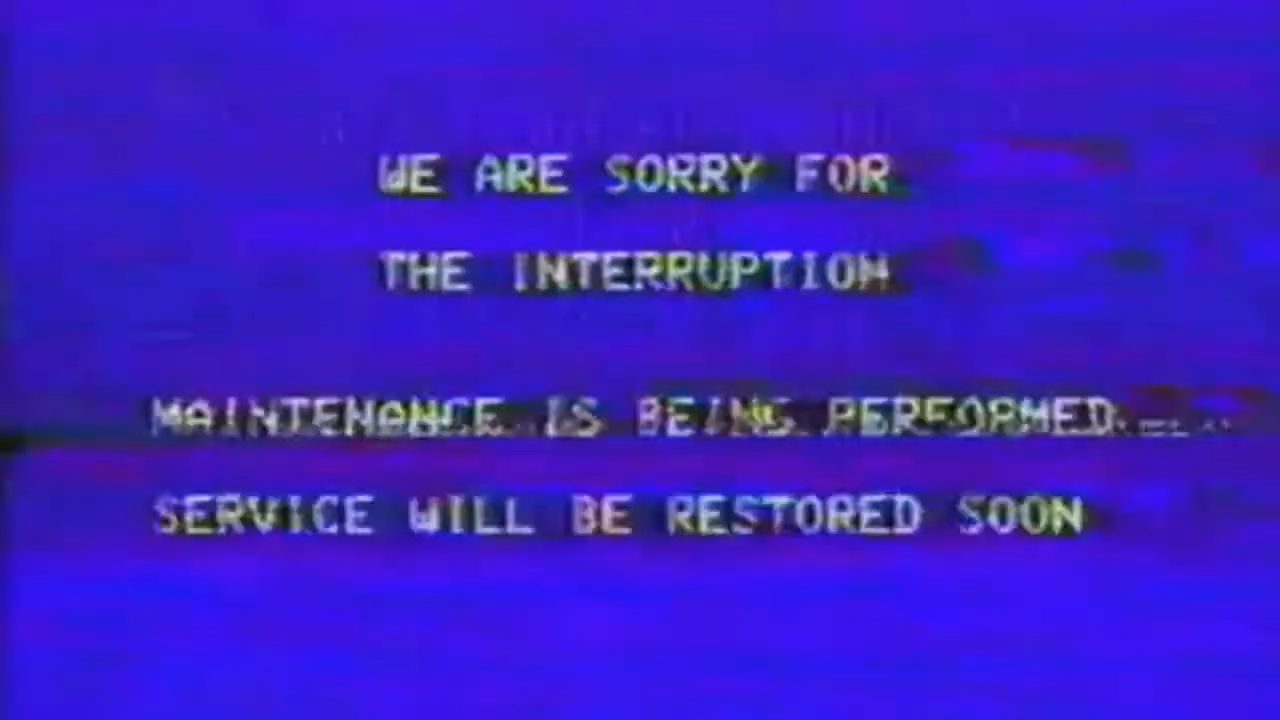 WE ARE SORRY FOR
THE INTERRUPTION
MAINTENANCE IS BEING PERFORMED
SERVICE WILL BE RESTORED SOON